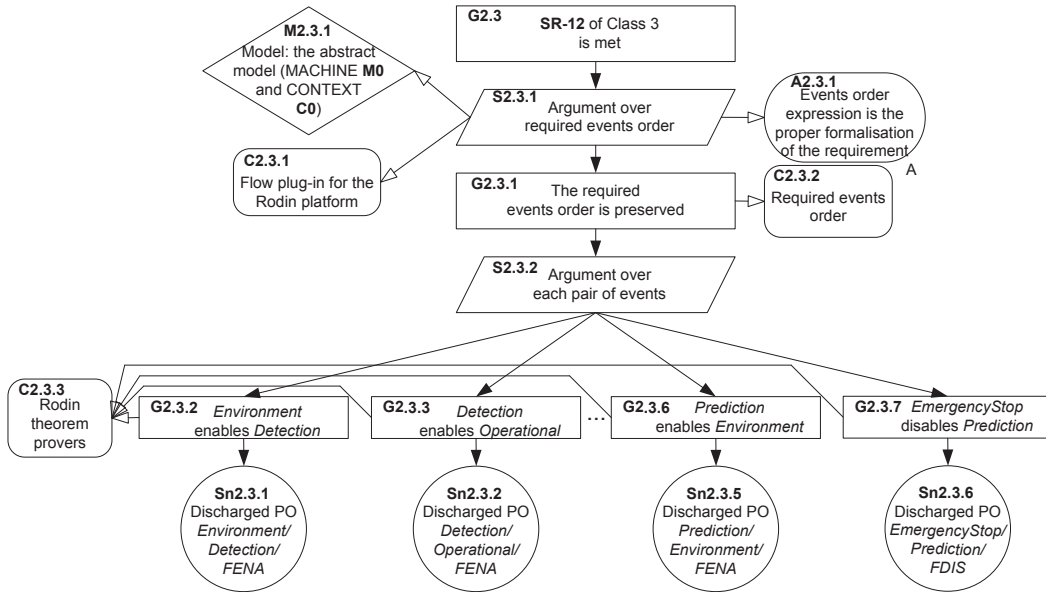 G2.3
SR-12 of Class 3
is met
M2.3.1
Model: the abstract
model (MACHINE M0
and CONTEXT
C0)
S2.3.1
Argument over
required events order
A2.3.1
Events order
expression is the
proper formalisation
of the requirement
A
C2.3.1
Flow plug-in for the
Rodin platform
G2.3.1
The required
events order is preserved
C2.3.2
Required events
order
S2.3.2
Argument over
each pair of events
C2.3.3
Rodin
theorem
provers
G2.3.2 Environment
enables Detection
G2.3.3 Detection
enables Operational
...
G2.3.6 Prediction
enables Environment
G2.3.7 EmergencyStop
disables Prediction
Sn2.3.1
Discharged PO
Environment/
Detection/
FENA
Sn2.3.2
Discharged PO
Detection/
Operational/
FENA
Sn2.3.5
Discharged PO
Prediction/
Environment/
FENA
Sn2.3.6
Discharged PO
EmergencyStop/
Prediction/
FDIS